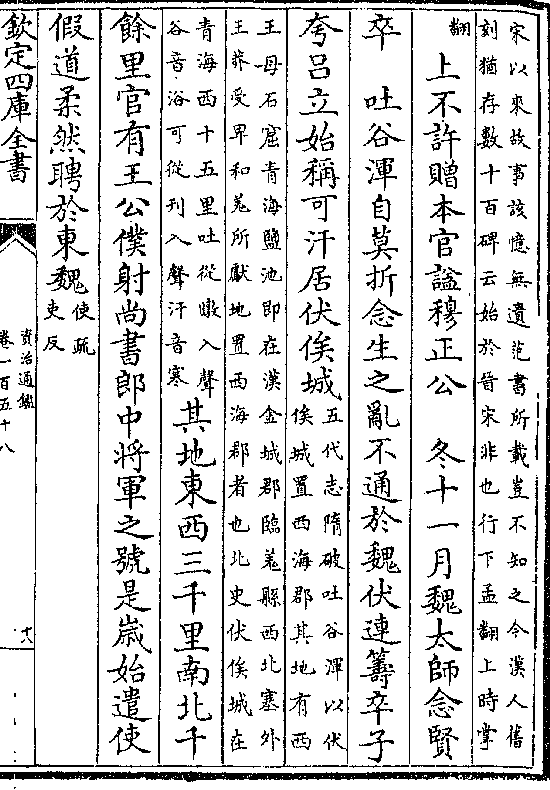 宋以來故事該憶無遺范書所載豈不知之今漢人舊
刻猶存數十百碑云始於晉宋非也行下孟翻上時掌
翻上不許贈本官謚穆正公　冬十一月魏太師念賢
卒　吐谷渾自莫折念生之亂不通於魏伏連籌卒子
夸呂立始稱可汗居伏俟城五代志隋破吐谷渾以伏
俟城置西海郡其地有西
王母石窟青海鹽池即在漢金城郡臨羗縣西北塞外
王莽受卑和羗所獻地置西海郡者也北史伏俟城在
青海西十五里吐從暾入聲
谷音浴可從刋入聲汗音寒其地東西三千里南北千
餘里官有王公僕射尚書郎中將軍之號是歲始遣使
假道柔然聘於東魏使疏
吏反
欽定四庫全書
資治通鑑
卷一百五十八
十八